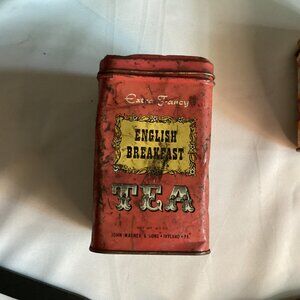 Extra Fancy
ENGLISH
BREAKFAST
TEA
JOHN WAGNER & SONS • IVYLAND • PA.